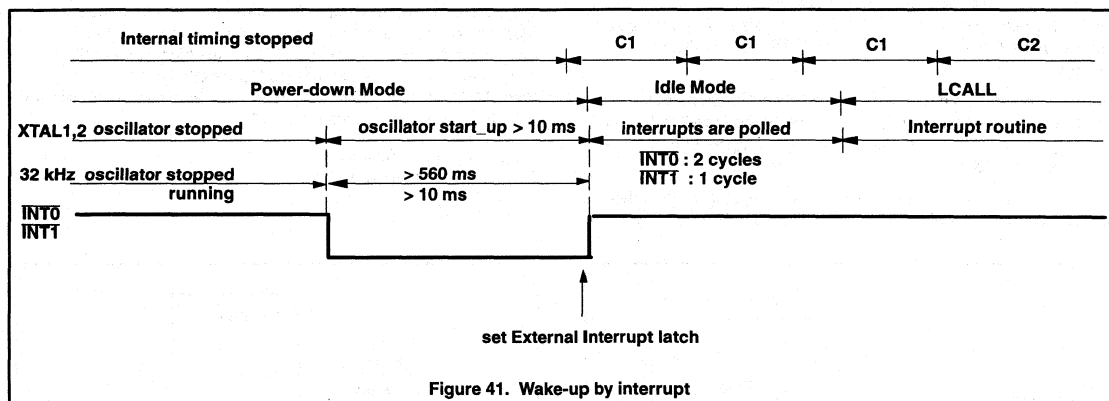 Internal timing stopped C1 C1 C1 C2
Power-down Mode Idle Mode LCALL
XTAL1,2 oscillator stopped oscillator start_up > 10 ms interrupts are polled Interrupt routine
INT0 : 2 cycles
INT1 : 1 cycle
32 kHz oscillator stopped > 560 ms
running > 10 ms
INT0
INT1
set External Interrupt latch
Figure 41. Wake-up by interrupt